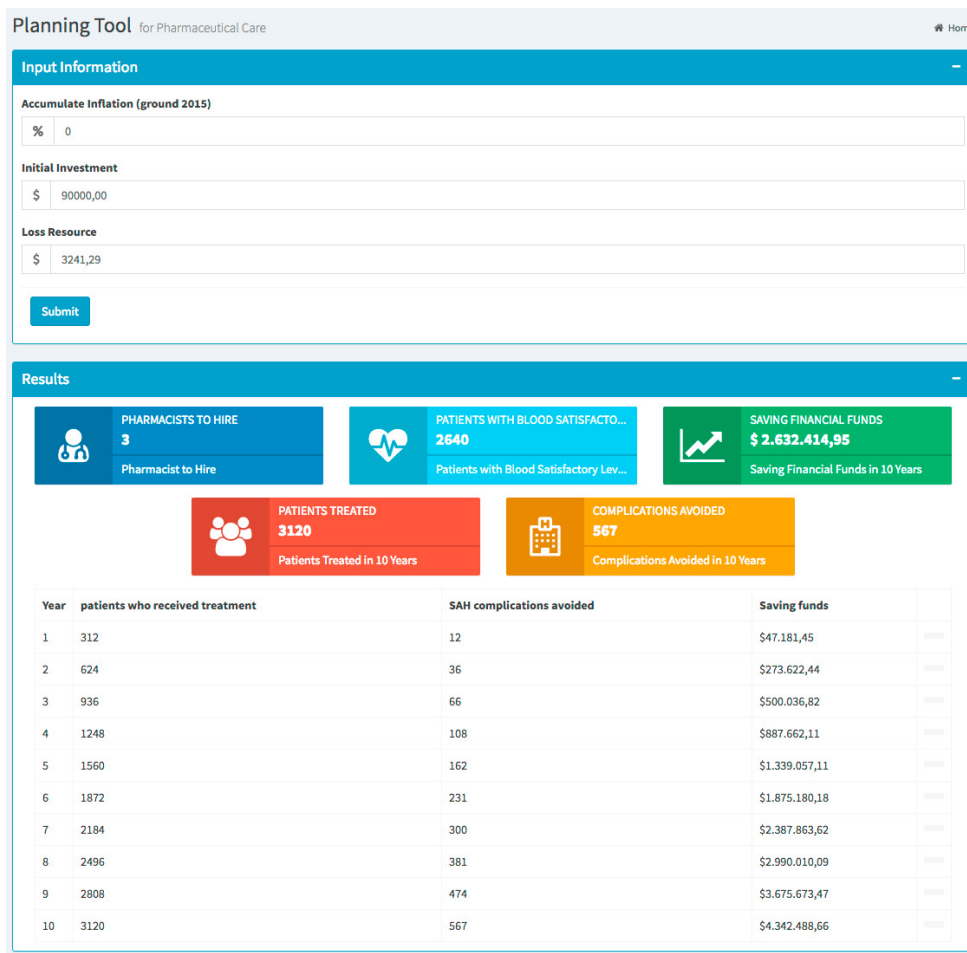 Planning Tool for Pharmaceutical Care
Hom
Input Information
Accumulate Inflation (ground 2015)
% 0
Initial Investment
$ 90000,00
Loss Resource
$ 3241,29
Submit
Results
PHARMACISTS TO HIRE
3
Pharmacist to Hire
PATIENTS WITH BLOOD SATISFACTO...
2640
Patients with Blood Satisfactory Lev...
SAVING FINANCIAL FUNDS
$ 2.632.414,95
Saving Financial Funds in 10 Years
PATIENTS TREATED
3120
Patients Treated in 10 Years
COMPLICATIONS AVOIDED
567
Complications Avoided in 10 Years
Year patients who received treatment SAH complications avoided Saving funds
1 312 12 $47.181,45
2 624 36 $273.622,44
3 936 66 $500.036,82
4 1248 108 $887.662,11
5 1560 162 $1.339.057,11
6 1872 231 $1.875.180,18
7 2184 300 $2.387.863,62
8 2496 381 $2.990.010,09
9 2808 474 $3.675.673,47
10 3120 567 $4.342.488,66